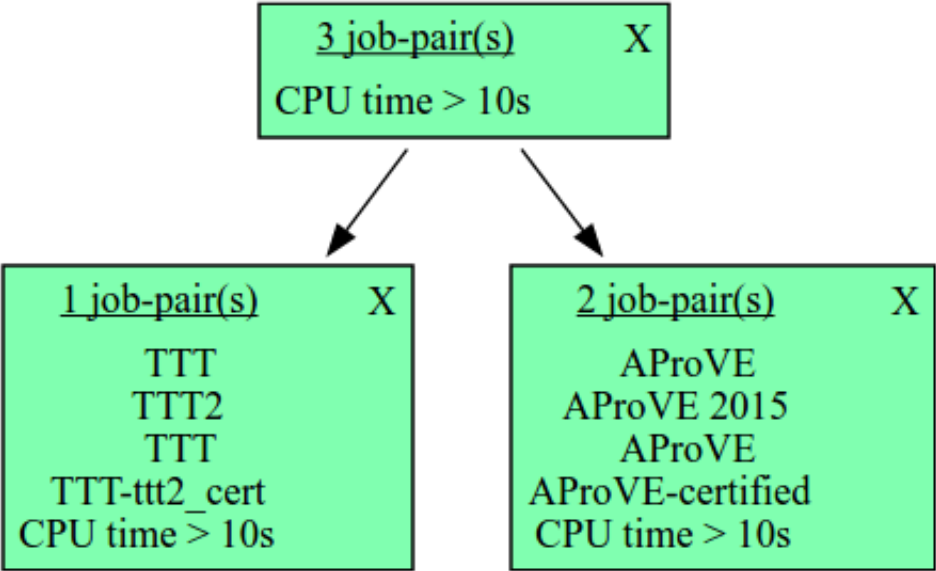 3 job-pair(s) X
CPU time > 10s
1 job-pair(s) X
TTT
TTT2
TTT
TTT-ttt2_cert
CPU time > 10s
2 job-pair(s) X
AProVE
AProVE 2015
AProVE
AProVE-certified
CPU time > 10s